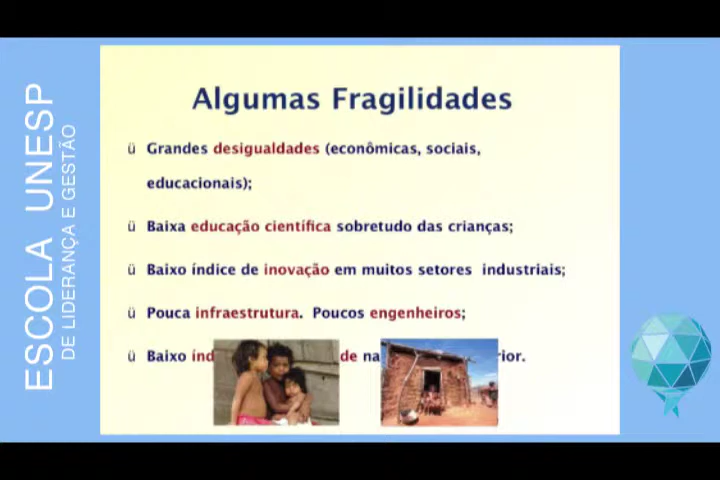 ESCOLA UNESP
DE LIDERANÇA E GESTÃO
Algumas Fragilidades
ü Grandes desigualdades (econômicas, sociais,
educacionais);
ü Baixa educação científica sobretudo das crianças;
ü Baixo índice de inovação em muitos setores industriais;
ü Pouca infraestrutura. Poucos engenheiros;
ü Baixo de na rior.